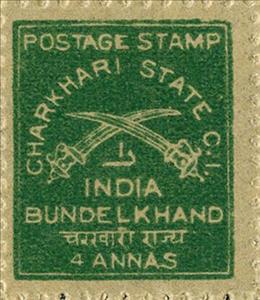 POSTAGE STAMP
CHARKHARI STATE C.I.
INDIA
BUNDELKHAND
चरखारी राज्य
4 ANNAS